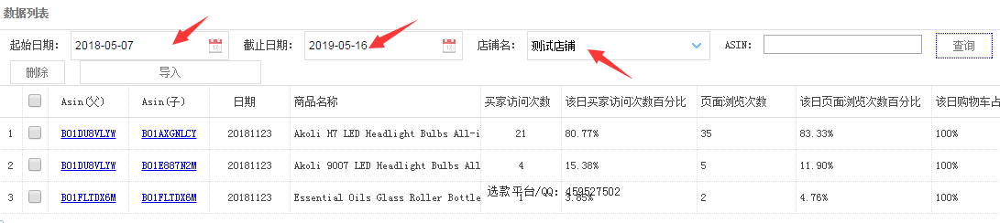 数据列表
起始日期: 2018-05-07 截止日期: 2019-05-16 店铺名: 测试店铺 ASIN: 查询
删除 导入
Asin(父) Asin(子) 日期 商品名称 买家访问次数 该日买家访问次数百分比 页面浏览次数 该日页面浏览次数百分比 该日购物车占
1 B01DU8VLYW B01AXGNLCY 20181123 Akoli H7 LED Headlight Bulbs All-i 21 80.77% 35 83.33% 100%
2 B01DU8VLYW B01E887N2M 20181123 Akoli 9007 LED Headlight Bulbs All 4 15.38% 5 11.90% 100%
选款平台/QQ: 459527502
3 B01FLTDX6M B01FLTDX6M 20181123 Essential Oils Glass Roller Bottle 1 3.85% 2 4.76% 100%